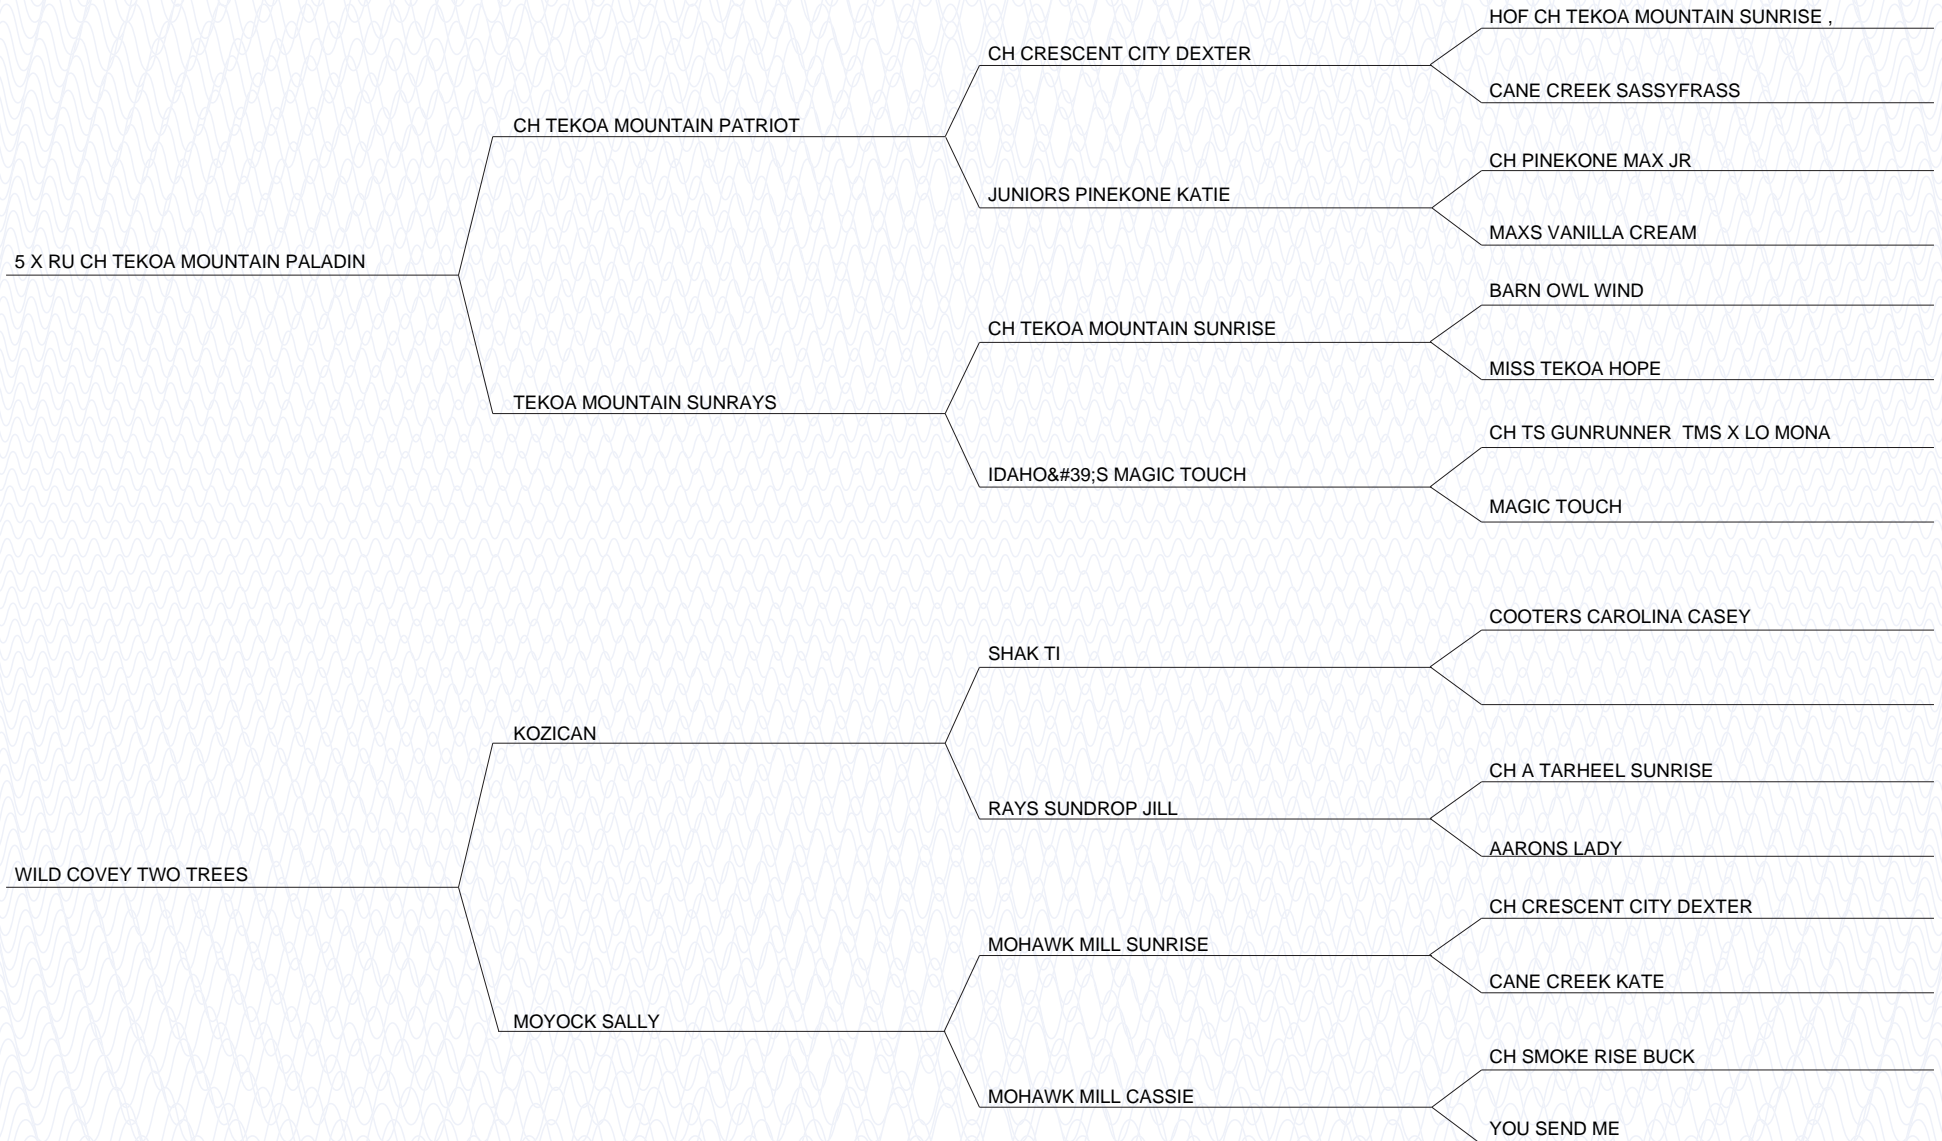 HOF CH TEKOA MOUNTAIN SUNRISE ,
CH CRESCENT CITY DEXTER
CANE CREEK SASSYFRASS
CH TEKOA MOUNTAIN PATRIOT
CH PINEKONE MAX JR
JUNIORS PINEKONE KATIE
MAXS VANILLA CREAM
5 X RU CH TEKOA MOUNTAIN PALADIN
BARN OWL WIND
CH TEKOA MOUNTAIN SUNRISE
MISS TEKOA HOPE
TEKOA MOUNTAIN SUNRAYS
CH TS GUNRUNNER  TMS X LO MONA
IDAHO&#39;S MAGIC TOUCH
MAGIC TOUCH
COOTERS CAROLINA CASEY
SHAK TI
KOZICAN
CH A TARHEEL SUNRISE
RAYS SUNDROP JILL
AARONS LADY
WILD COVEY TWO TREES
CH CRESCENT CITY DEXTER
MOHAWK MILL SUNRISE
CANE CREEK KATE
MOYOCK SALLY
CH SMOKE RISE BUCK
MOHAWK MILL CASSIE
YOU SEND ME